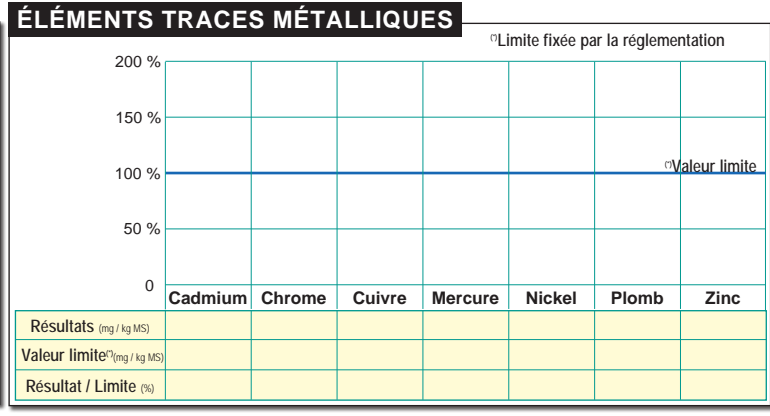 ÉLÉMENTS TRACES MÉTALLIQUES
(*)Limite fixée par la réglementation
200 %
150 %
100 %
(*)Valeur limite
50 %
0
Cadmium Chrome Cuivre Mercure Nickel Plomb Zinc
Résultats (mg / kg MS)
Valeur limite(*)(mg / kg MS)
Résultat / Limite (%)